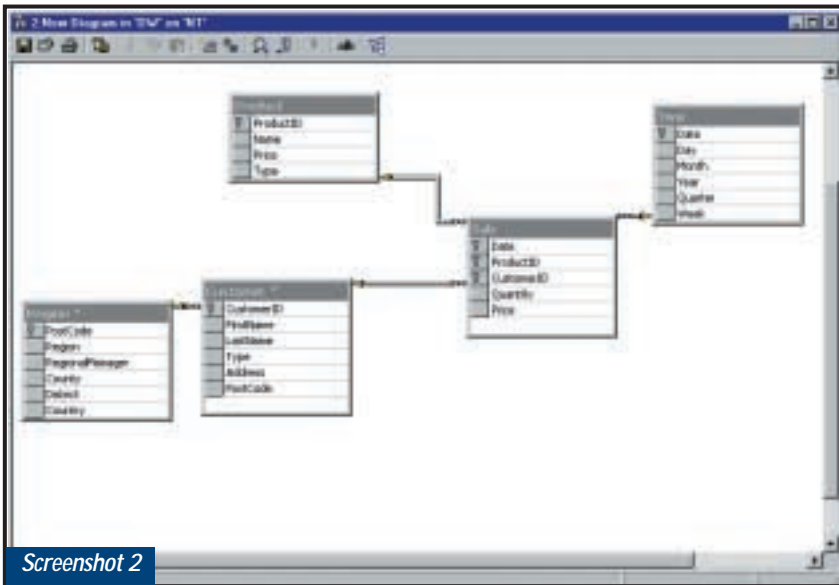 2:New Diagram in 'DW' on 'NT'
Product
ProductID
Name
Price
Type
Time
Date
Day
Month
Year
Quarter
Week
Sale
Date
ProductID
CustomerID
Quantity
Price
Customer *
CustomerID
FirstName
LastName
Type
Address
PostCode
Region *
PostCode
Region
RegionalManager
County
District
Country
Screenshot 2